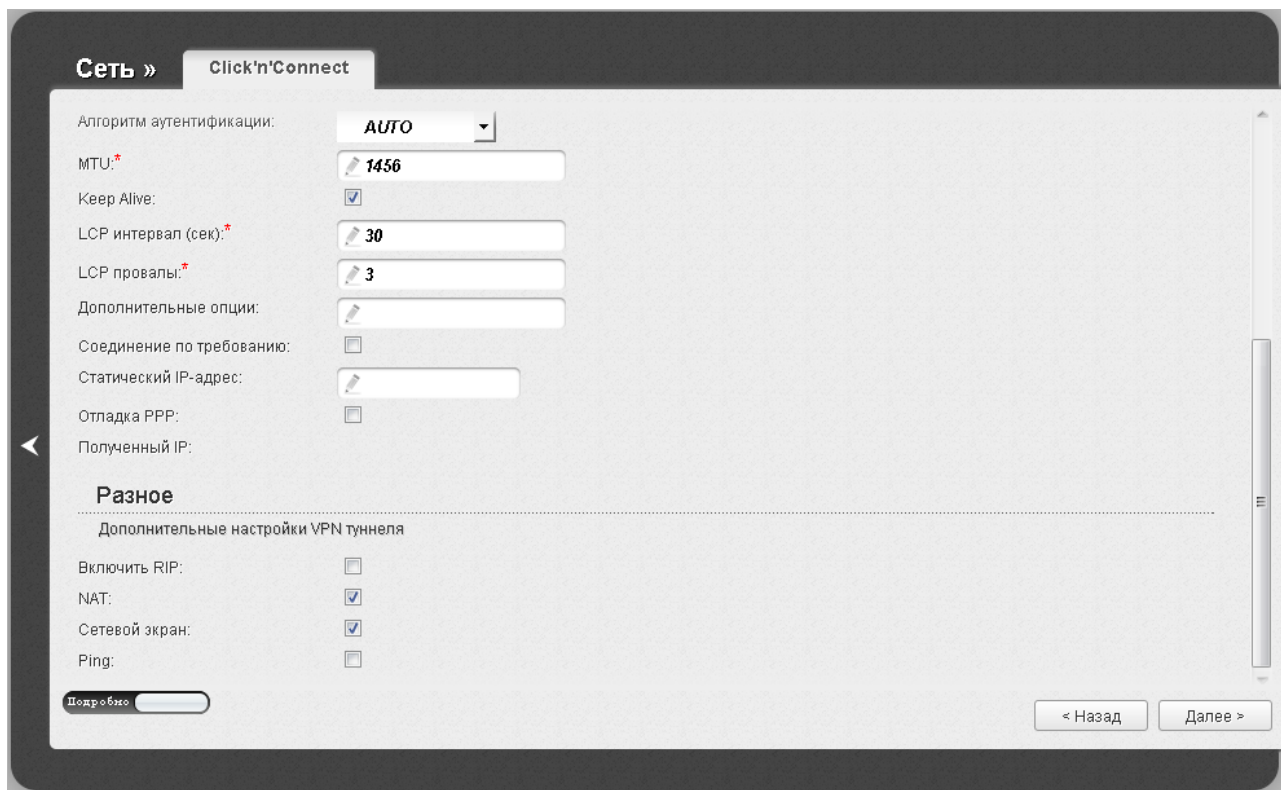 Сеть »
Click'n'Connect
Алгоритм аутентификации: AUTO
MTU:* 1456
Keep Alive:
LCP интервал (сек):* 30
LCP провалы:* 3
Дополнительные опции:
Соединение по требованию:
Статический IP-адрес:
Отладка PPP:
Полученный IP:
Разное
Дополнительные настройки VPN туннеля
Включить RIP:
NAT:
Сетевой экран:
Ping:
Подробно
< Назад
Далее >